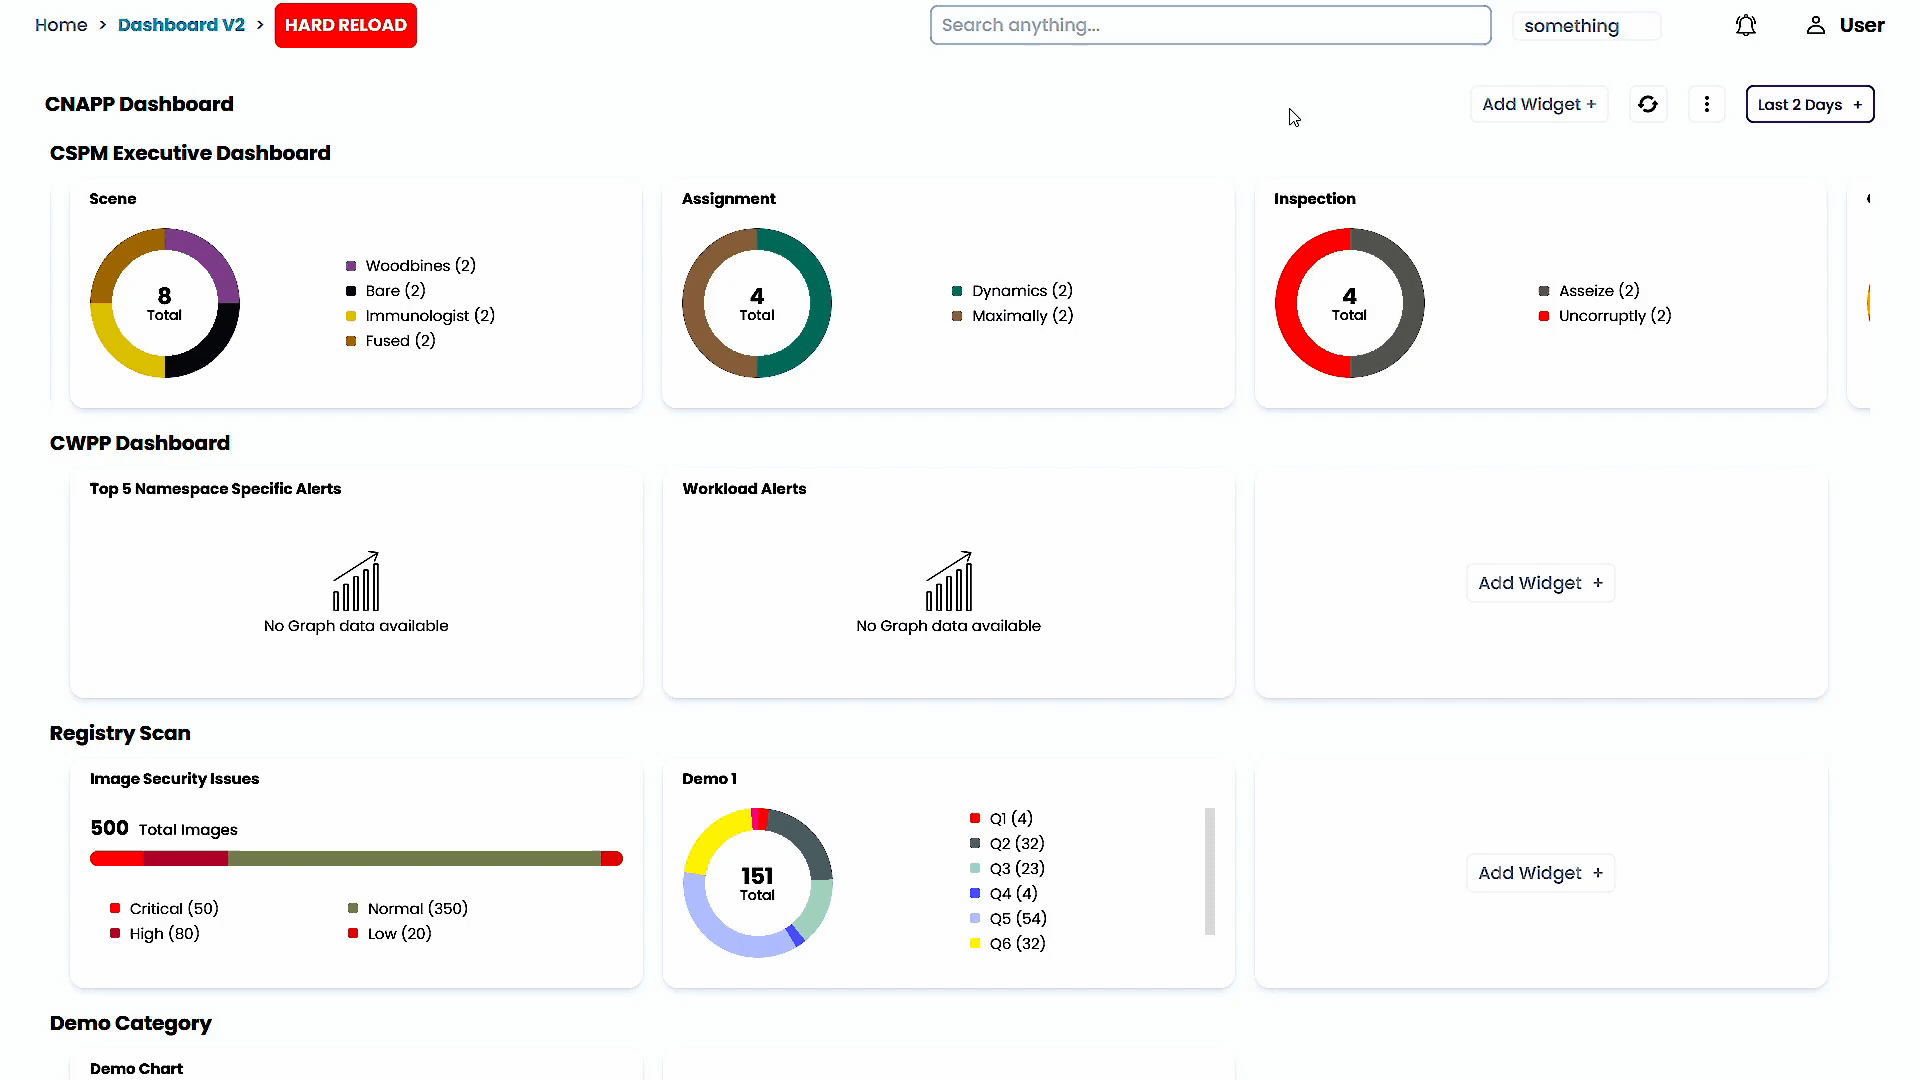 Home > Dashboard V2 > HARD RELOAD
Search anything...
something
User
CNAPP Dashboard
Add Widget +
Last 2 Days +
CSPM Executive Dashboard
Scene
8
Total
Woodbines (2)
Bare (2)
Immunologist (2)
Fused (2)
Assignment
4
Total
Dynamics (2)
Maximally (2)
Inspection
4
Total
Asseize (2)
Uncorruptly (2)
CWPP Dashboard
Top 5 Namespace Specific Alerts
No Graph data available
Workload Alerts
No Graph data available
Add Widget +
Registry Scan
Image Security Issues
500 Total Images
Critical (50)
Normal (350)
High (80)
Low (20)
Demo 1
151
Total
Q1 (4)
Q2 (32)
Q3 (23)
Q4 (4)
Q5 (54)
Q6 (32)
Add Widget +
Demo Category
Demo Chart